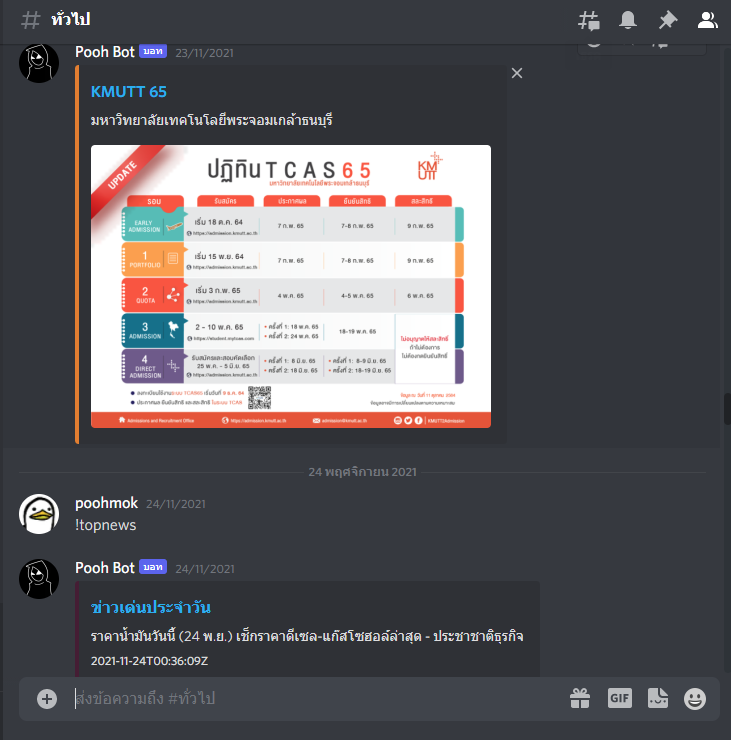 ทั่วไป
Pooh Bot บอท 23/11/2021
KMUTT 65
มหาวิทยาลัยเทคโนโลยีพระจอมเกล้าธนบุรี
UPDATE
ปฏิทิน TCAS 65
มหาวิทยาลัยเทคโนโลยีพระจอมเกล้าธนบุรี
KMUTT
รอบ รับสมัคร ประกาศผล ยืนยันสิทธิ์ สละสิทธิ์
EARLY ADMISSION เริ่ม 18 ต.ค. 64 https://admission.kmutt.ac.th 7 ก.พ. 65 7-8 ก.พ. 65 9 ก.พ. 65
1 PORTFOLIO เริ่ม 15 พ.ย. 64 https://admission.kmutt.ac.th 7 ก.พ. 65 7-8 ก.พ. 65 9 ก.พ. 65
2 QUOTA เริ่ม 3 ก.พ. 65 https://admission.kmutt.ac.th 4 พ.ค. 65 4-5 พ.ค. 65 6 พ.ค. 65
3 ADMISSION 2 - 10 พ.ค. 65 https://student.mytcas.com • ครั้งที่ 1: 18 พ.ค. 65 • ครั้งที่ 2: 24 พ.ค. 65 18-19 พ.ค. 65
4 DIRECT ADMISSION รับสมัครและสอบคัดเลือก 25 พ.ค. - 5 มิ.ย. 65 https://admission.kmutt.ac.th • ครั้งที่ 1: 8 มิ.ย. 65 • ครั้งที่ 2: 18 มิ.ย. 65 • ครั้งที่ 1: 8-9 มิ.ย. 65 • ครั้งที่ 2: 18-19 มิ.ย. 65
Admissions and Recruitment Office https://admission.kmutt.ac.th admission@kmutt.ac.th KMUTTAdmission
24 พฤศจิกายน 2021
poohmok 24/11/2021
!topnews
Pooh Bot บอท 24/11/2021
ข่าวเด่นประจำวัน
ราคาน้ำมันวันนี้ (24 พ.ย.) เช็กราคาดีเซล-แก๊สโซฮอล์ล่าสุด - ประชาชาติธุรกิจ
2021-11-24T00:36:09Z
ส่งข้อความถึง #ทั่วไป
GIF